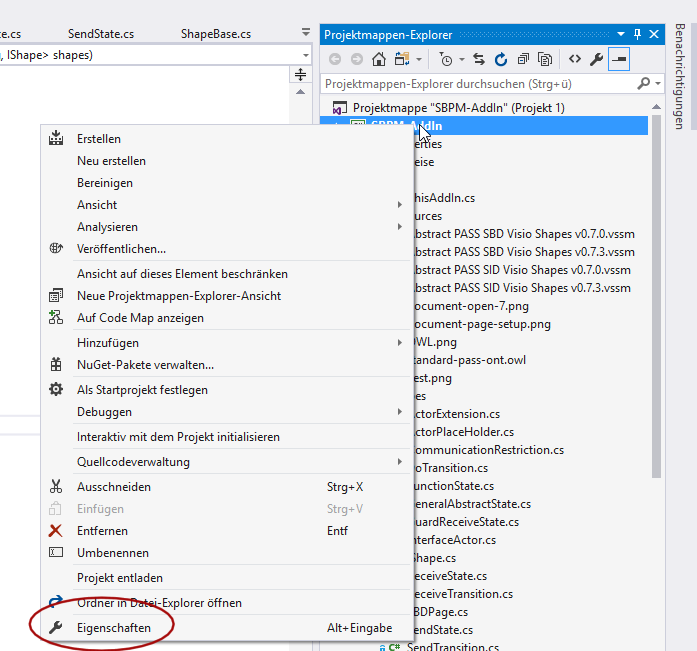 e.cs
SendState.cs
ShapeBase.cs
, IShape> shapes)
Projektmappen-Explorer
Projektmappen-Explorer durchsuchen (Strg+ü)
Projektmappe "SBPM-AddIn" (Projekt 1)
SBPM-AddIn
erties
eise
hisAddIn.cs
urces
bstract PASS SBD Visio Shapes v0.7.0.vssm
bstract PASS SBD Visio Shapes v0.7.3.vssm
bstract PASS SID Visio Shapes v0.7.0.vssm
bstract PASS SID Visio Shapes v0.7.3.vssm
ocument-open-7.png
ocument-page-setup.png
OWL.png
tandard-pass-ont.owl
est.png
es
ctorExtension.cs
ctorPlaceHolder.cs
ommunicationRestriction.cs
oTransition.cs
unctionState.cs
eneralAbstractState.cs
uardReceiveState.cs
nterfaceActor.cs
Shape.cs
eceiveState.cs
eceiveTransition.cs
BDPage.cs
endState.cs
SendTransition.cs
Benachrichtigungen
Erstellen
Neu erstellen
Bereinigen
Ansicht
Analysieren
Veröffentlichen...
Ansicht auf dieses Element beschränken
Neue Projektmappen-Explorer-Ansicht
Auf Code Map anzeigen
Hinzufügen
NuGet-Pakete verwalten...
Als Startprojekt festlegen
Debuggen
Interaktiv mit dem Projekt initialisieren
Quellcodeverwaltung
Ausschneiden Strg+X
Einfügen Strg+V
Entfernen Entf
Umbenennen
Projekt entladen
Ordner in Datei-Explorer öffnen
Eigenschaften Alt+Eingabe